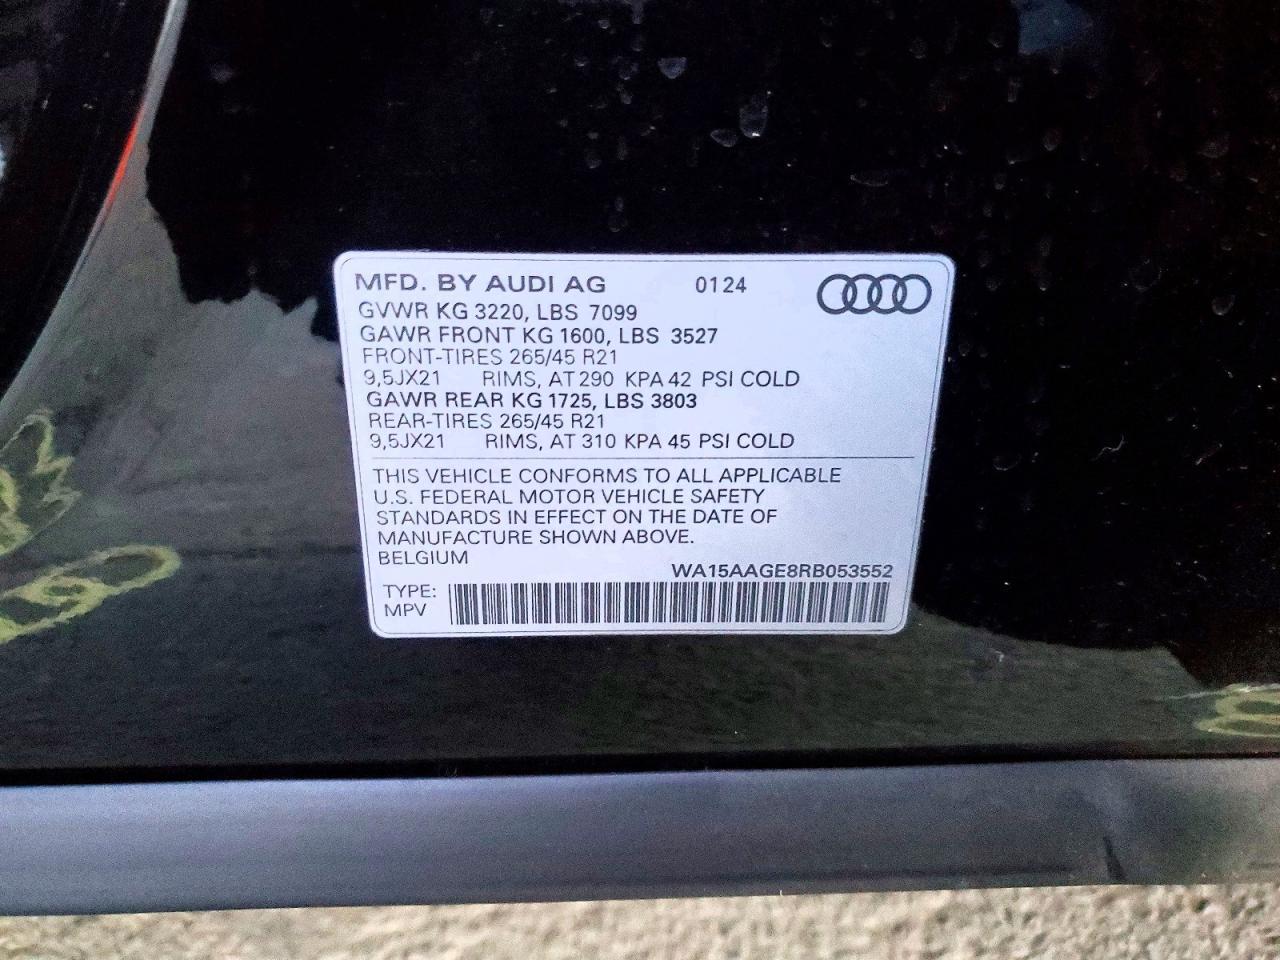 MFD. BY AUDI AG 0124
GVWR KG 3220, LBS 7099
GAWR FRONT KG 1600, LBS 3527
FRONT-TIRES 265/45 R21
9,5JX21 RIMS, AT 290 KPA 42 PSI COLD
GAWR REAR KG 1725, LBS 3803
REAR-TIRES 265/45 R21
9,5JX21 RIMS, AT 310 KPA 45 PSI COLD
THIS VEHICLE CONFORMS TO ALL APPLICABLE
U.S. FEDERAL MOTOR VEHICLE SAFETY
STANDARDS IN EFFECT ON THE DATE OF
MANUFACTURE SHOWN ABOVE.
BELGIUM
WA15AAGE8RB053552
TYPE:
MPV